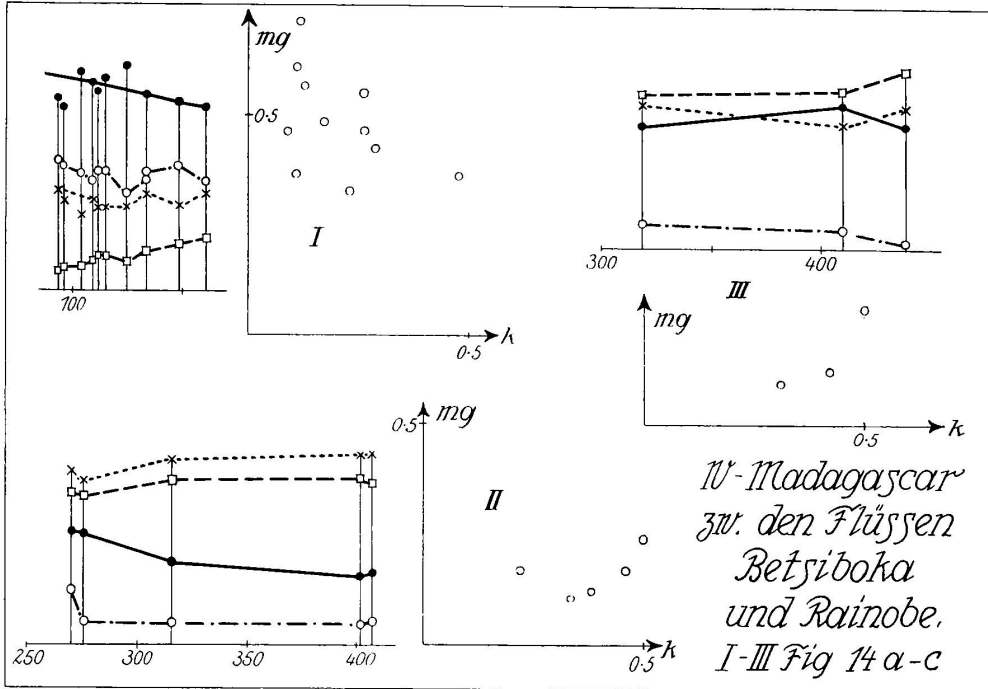 mg
0·5
I
100
0·5
k
300
400
III
mg
0·5
k
mg
0·5
II
250
300
400
0·5
k
IV-Madagascar
zw. den Flüssen
Betsiboka
und Rainobe.
I-III Fig 14 a-c